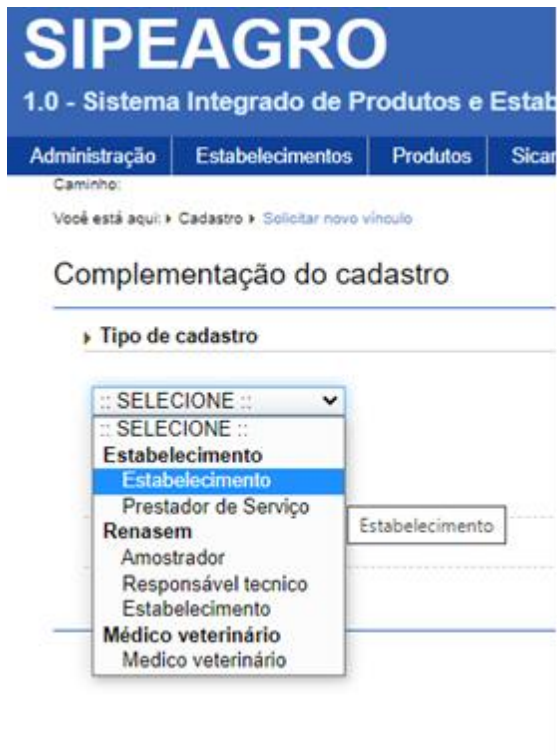 SIPEAGRO
1.0 - Sistema Integrado de Produtos e Estab
Administração Estabelecimentos Produtos Sicar
Caminho:
Você está aqui: Cadastro Solicitar novo vínculo
Complementação do cadastro
Tipo de cadastro
:: SELECIONE ::
:: SELECIONE ::
Estabelecimento
Estabelecimento
Prestador de Serviço
Estabelecimento
Renasem
Amostrador
Responsável tecnico
Estabelecimento
Médico veterinário
Medico veterinário